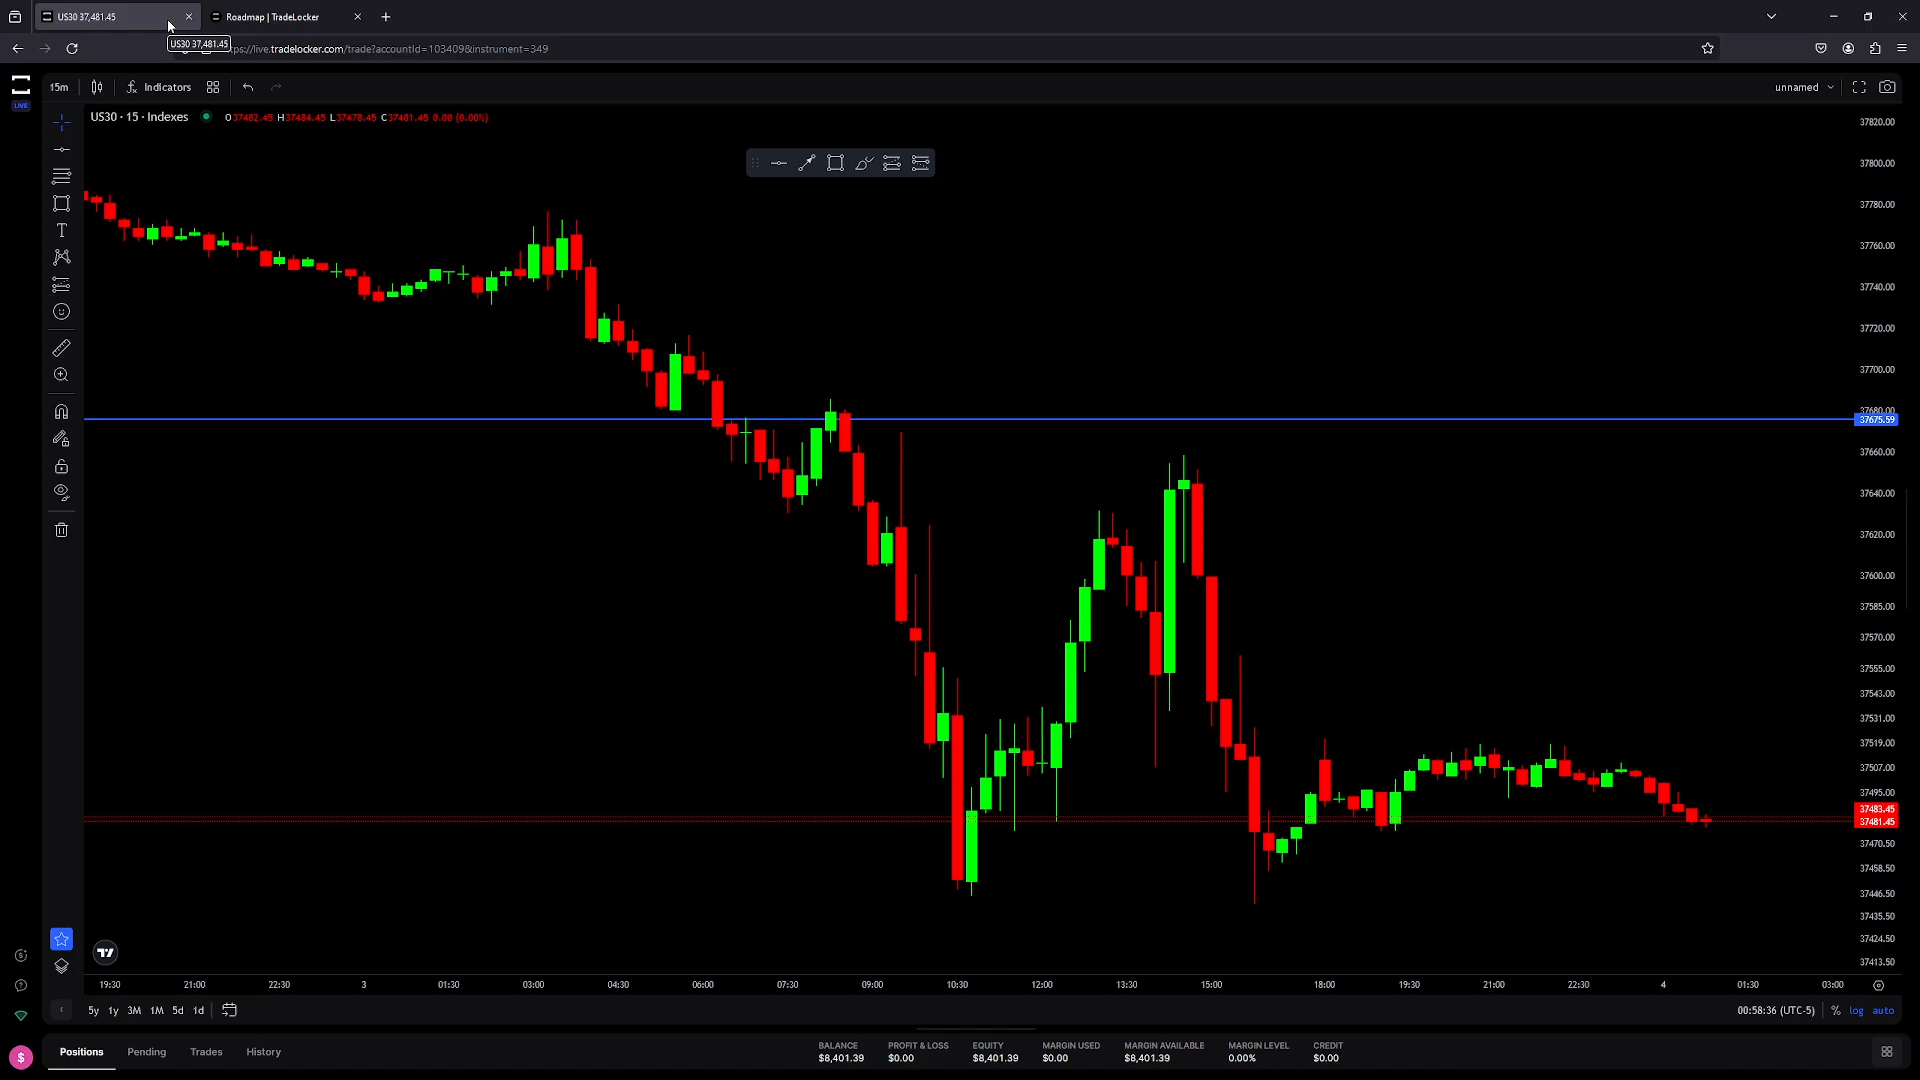 US30 37,481.45
Roadmap | TradeLocker
US30 37,481.45
ps://live.tradelocker.com/trade?accountId=103409&instrument=349
LIVE
15m
Indicators
unnamed
US30 · 15 · Indexes
O37482.45 H37484.45 L37478.45 C37481.45 0.00 (0.00%)
37820.00
37800.00
37780.00
37760.00
37740.00
37720.00
37700.00
37680.00
37675.59
37660.00
37640.00
37620.00
37600.00
37585.00
37570.00
37555.00
37543.00
37531.00
37519.00
37507.00
37495.00
37483.45
37481.45
37470.50
37458.50
37446.50
37435.50
37424.50
37413.50
19:30 21:00 22:30 3 01:30 03:00 04:30 06:00 07:30 09:00 10:30 12:00 13:30 15:00 18:00 19:30 21:00 22:30 4 01:30 03:00
5y 1y 3M 1M 5d 1d
00:58:36 (UTC-5) % log auto
Positions Pending Trades History
BALANCE PROFIT & LOSS EQUITY MARGIN USED MARGIN AVAILABLE MARGIN LEVEL CREDIT
$8,401.39 $0.00 $8,401.39 $0.00 $8,401.39 0.00% $0.00
$